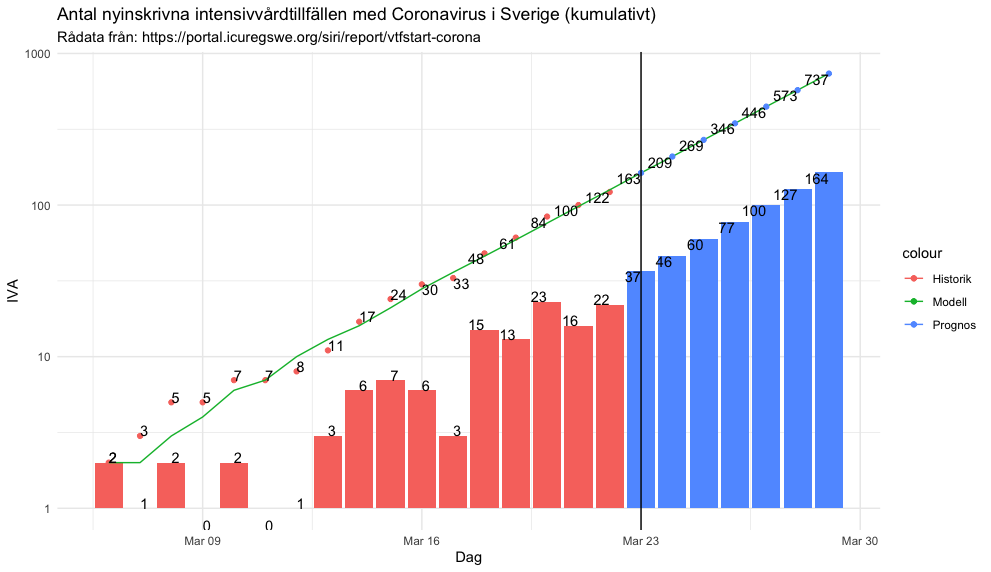 Antal nyinskrivna intensivvårdtillfällen med Coronavirus i Sverige (kumulativt)
Rådata från: https://portal.icuregswe.org/siri/report/vtfstart-corona
1000
100
10
1
IVA
2 3 5 5 7 7 8 11 17 24 30 33 48 61 84 100 122 163 209 269 346 446 573 737
2 1 2 0 2 0 1 3 6 7 6 3 15 13 23 16 22 37 46 60 77 100 127 164
Mar 09 Mar 16 Mar 23 Mar 30
Dag
colour
Historik
Modell
Prognos